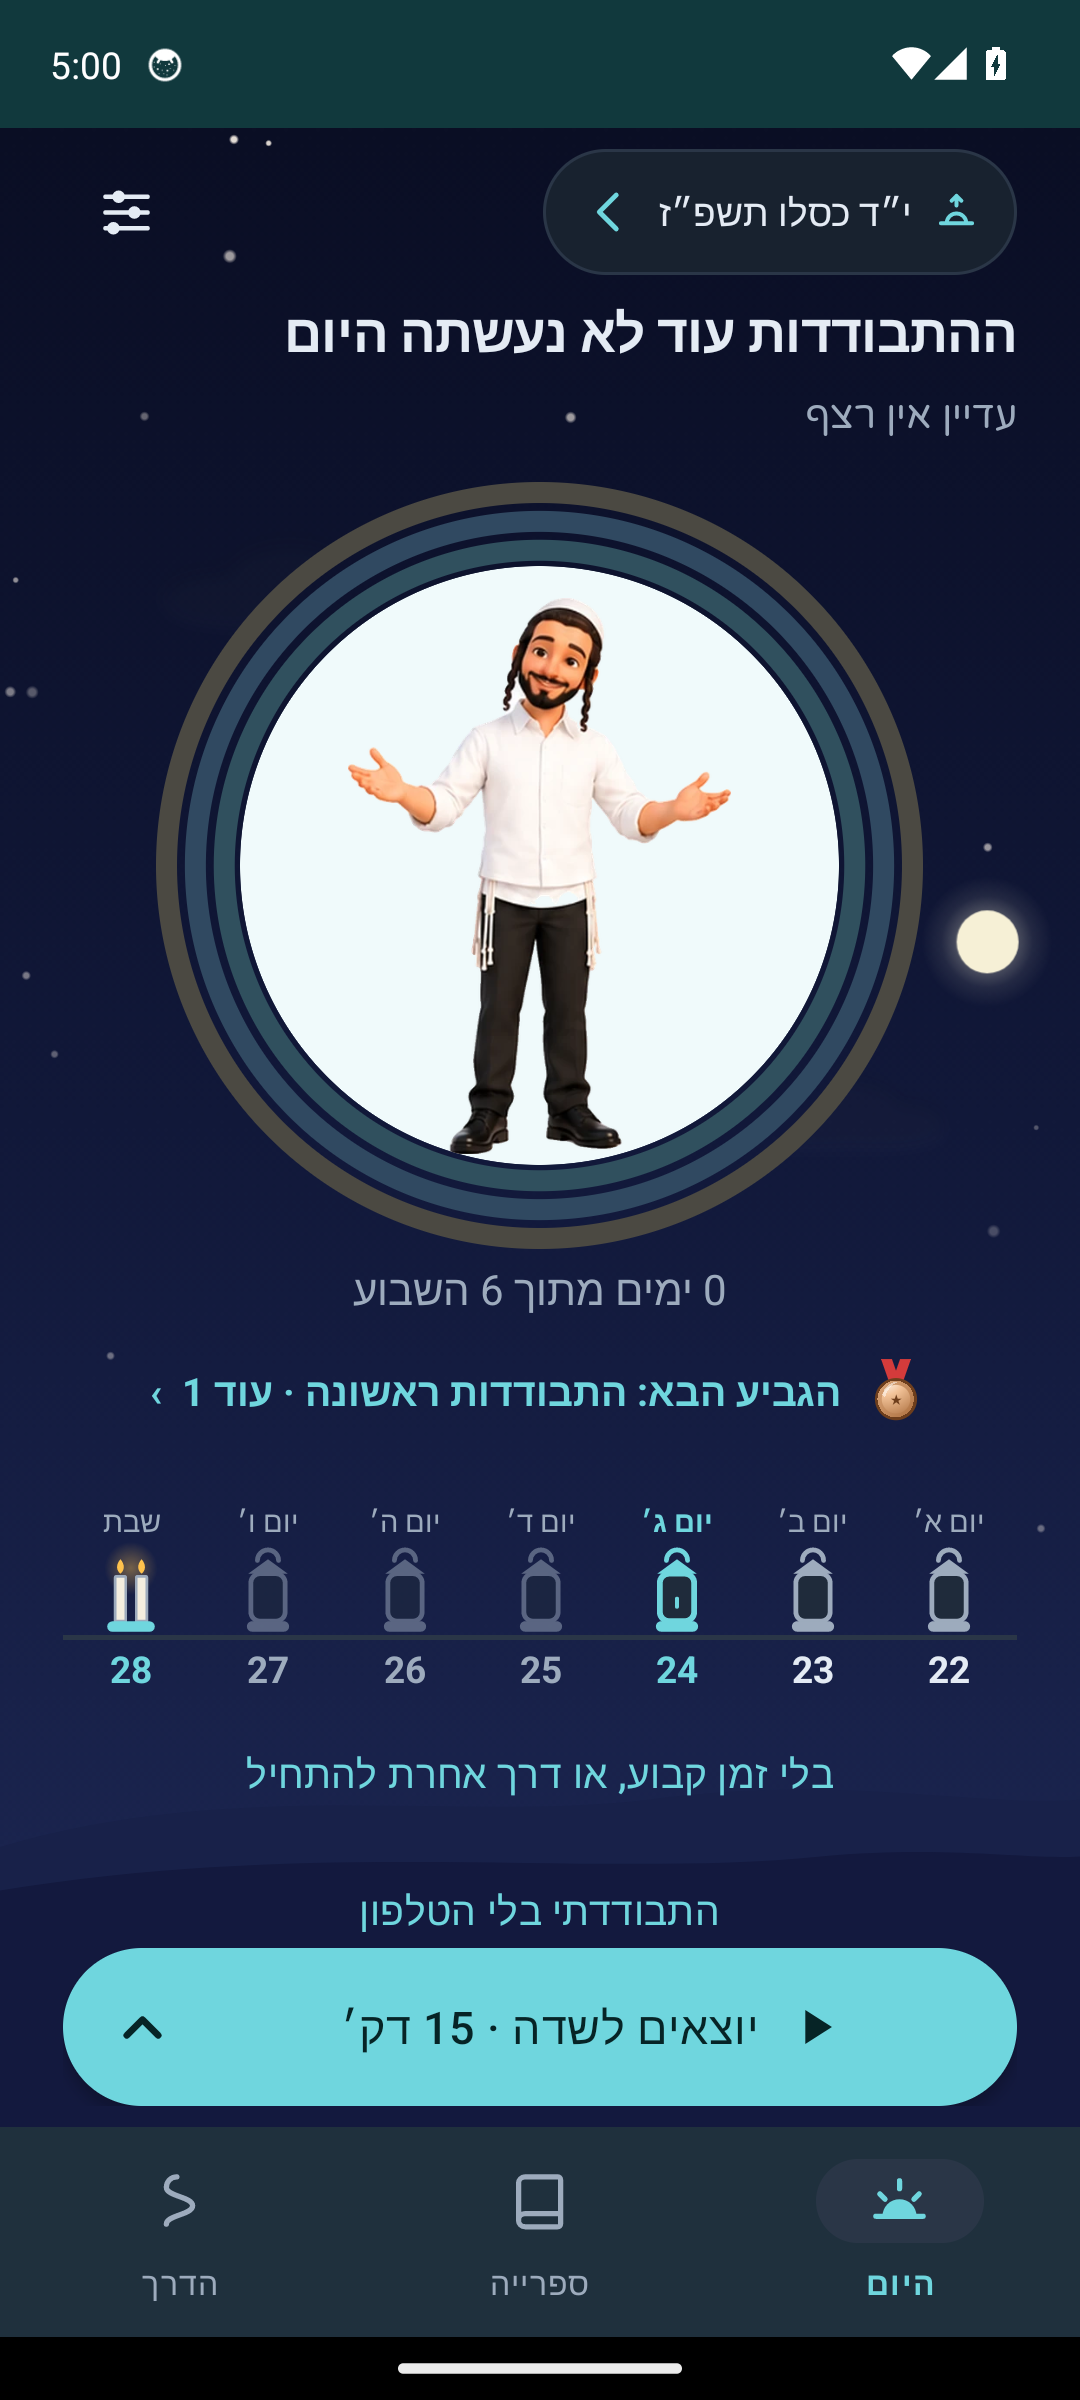 5:00
י״ד כסלו תשפ״ז
ההתבודדות עוד לא נעשתה היום
עדיין אין רצף
0 ימים מתוך 6 השבוע
הגביע הבא: התבודדות ראשונה · עוד 1 ›
יום א׳ יום ב׳ יום ג׳ יום ד׳ יום ה׳ יום ו׳ שבת
22 23 24 25 26 27 28
בלי זמן קבוע, או דרך אחרת להתחיל
התבודדתי בלי הטלפון
יוצאים לשדה · 15 דק׳
היום ספרייה הדרך